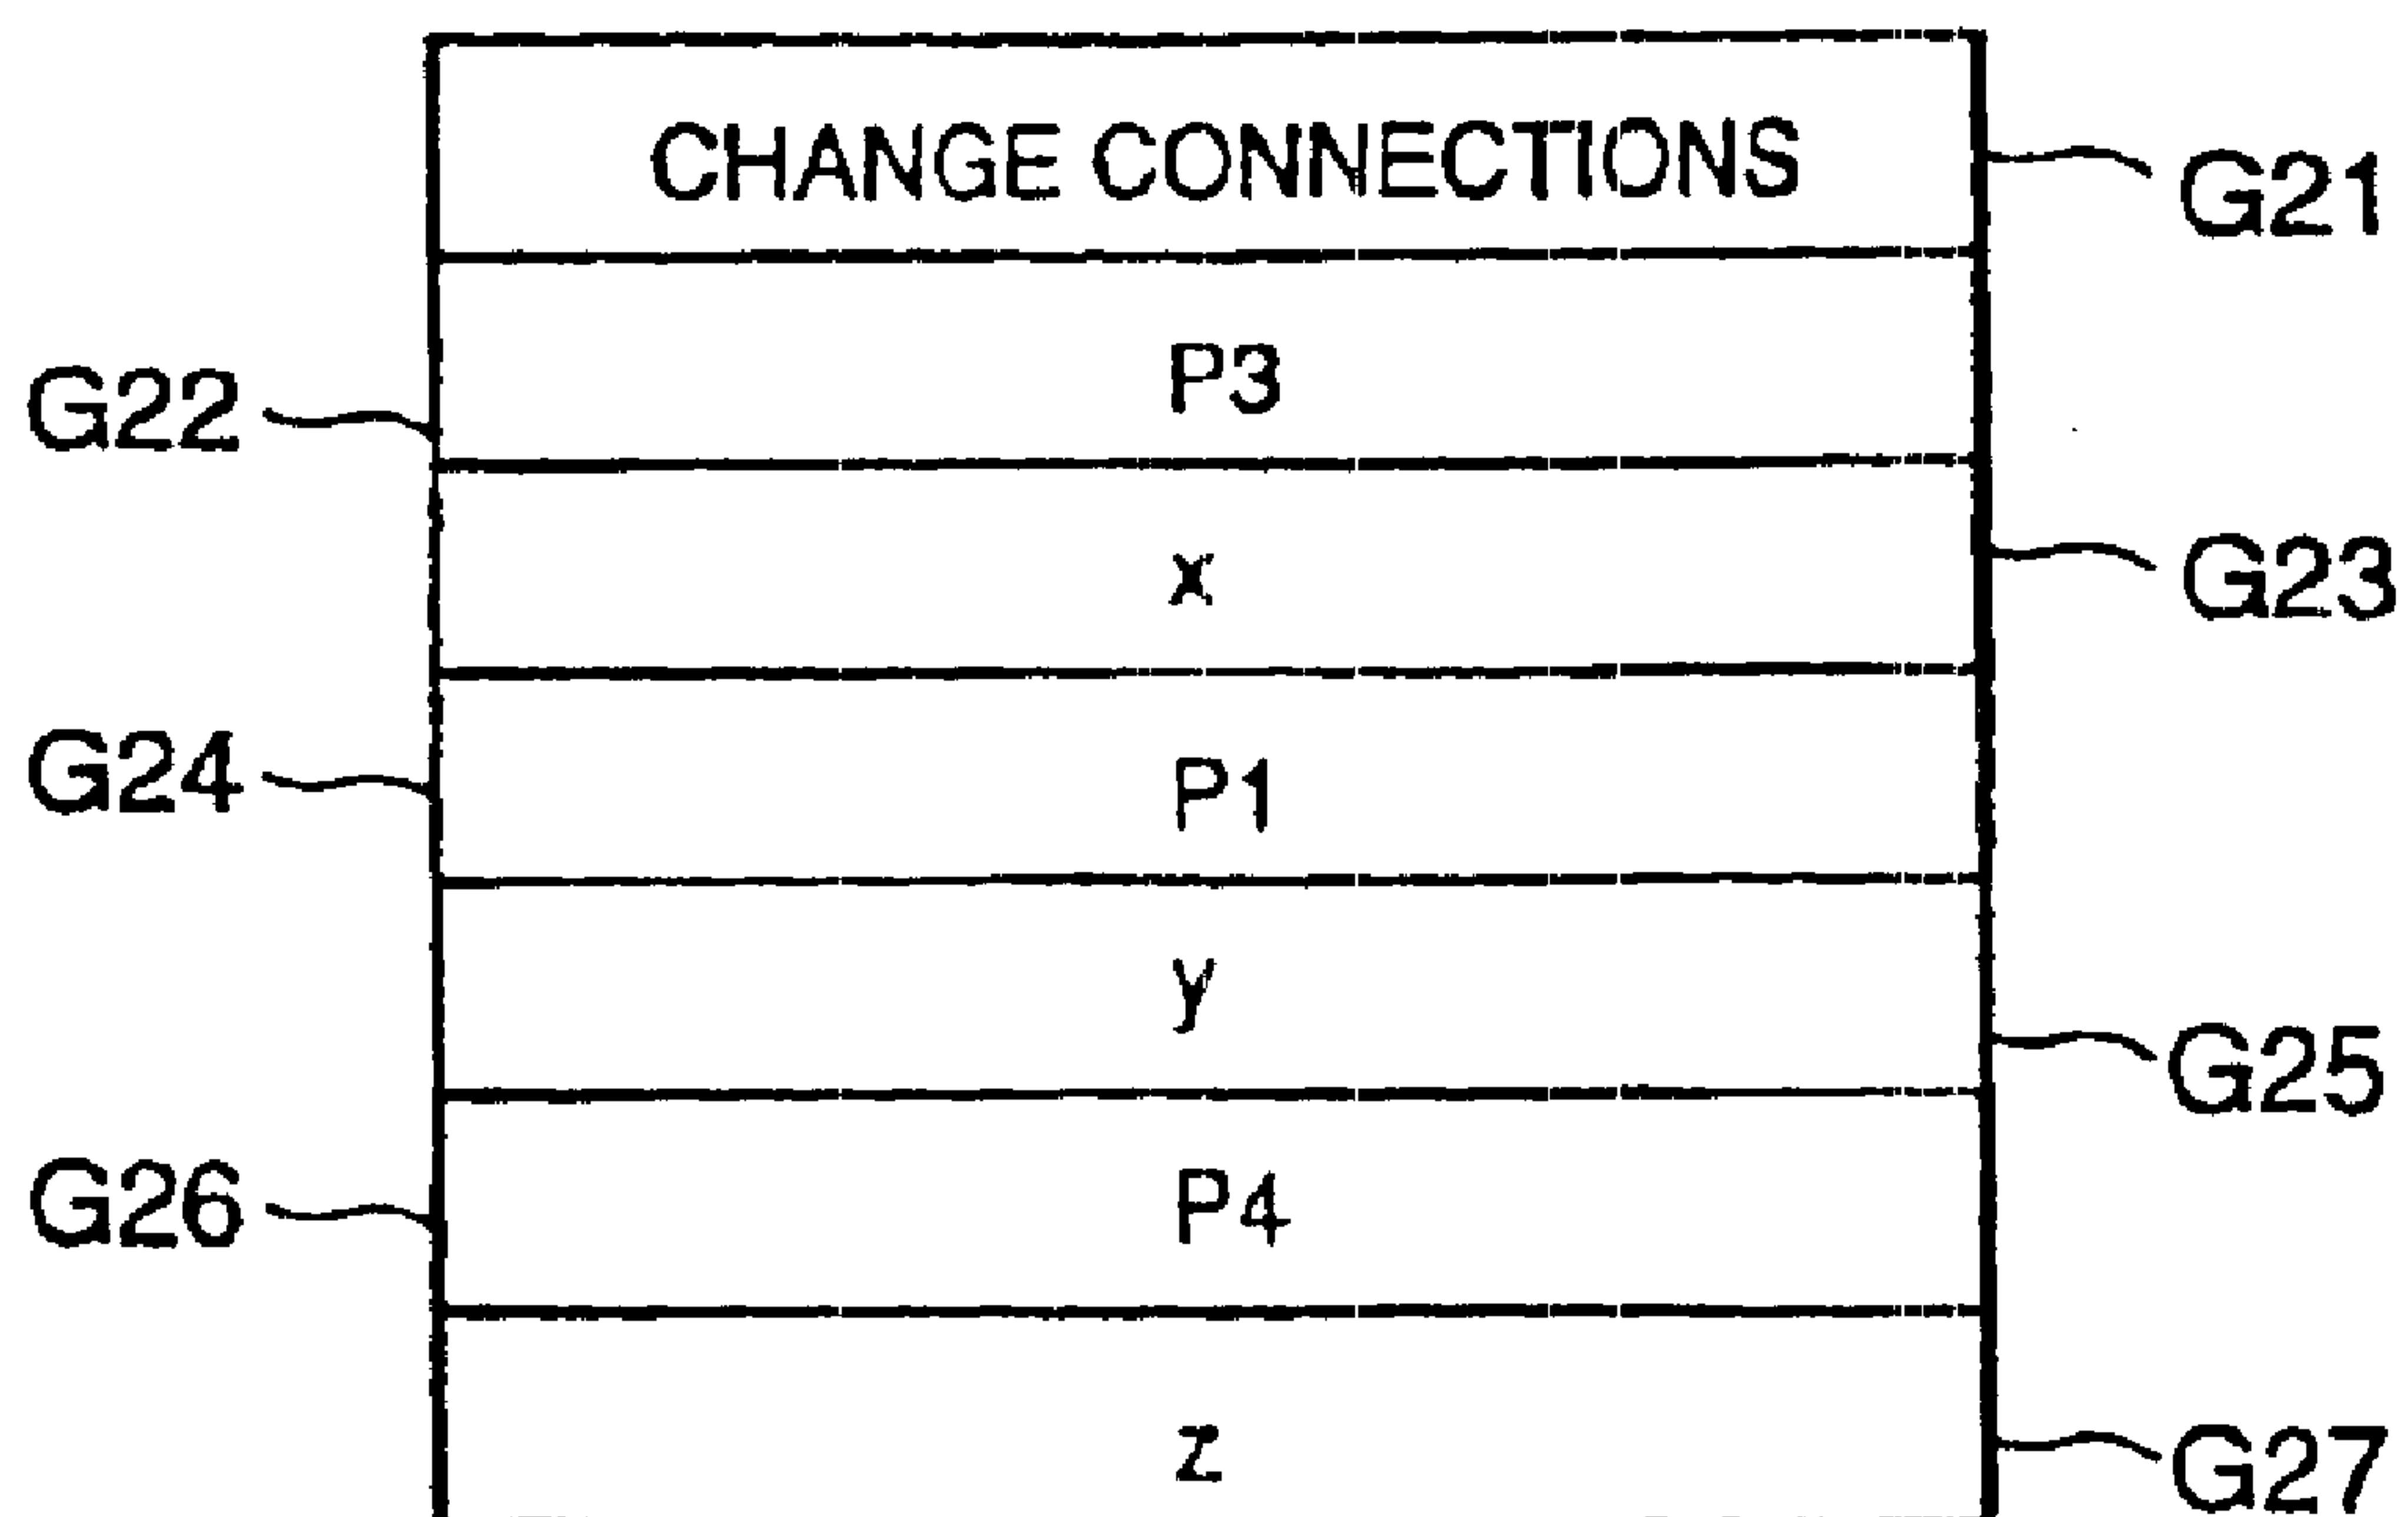 CHANGE CONNECTIONS
G21
P3
G22
x
G23
P1
G24
y
G25
P4
G26
z
G27